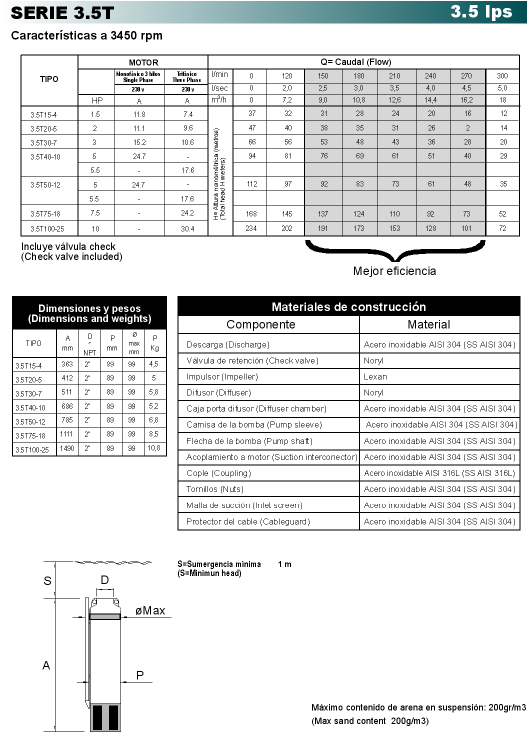 SERIE 3.5T 3.5 lps
Características a 3450 rpm
TIPO MOTOR Q= Caudal (Flow)
Monofásico 3 hilos Single Phase Trifásico Three Phase l/min 0 120 150 180 210 240 270 300
230 v 230 v l/sec 0 2,0 2,5 3,0 3,5 4,0 4,5 5,0
HP A A m³/h 0 7,2 9,0 10,8 12,6 14,4 16,2 18
H= Altura manométrica (metros)
(Total head H meters)
3.5T15-4 1.5 11.8 7.4 37 32 31 28 24 20 16 12
3.5T20-5 2 11.1 9.6 47 40 38 35 31 26 2 14
3.5T30-7 3 15.2 10.6 66 56 53 48 43 36 28 20
3.5T40-10 5 24.7 - 94 81 76 69 61 51 40 29
5.5 - 17.6
3.5T50-12 5 24.7 - 112 97 92 83 73 61 48 35
5.5 - 17.6
3.5T75-18 7.5 - 24.2 168 145 137 124 110 92 73 52
3.5T100-25 10 - 30.4 234 202 191 173 153 128 101 72
Incluye válvula check
(Check valve included)
Mejor eficiencia
Dimensiones y pesos
(Dimensions and weights)
TIPO A mm D " NPT P mm ø max mm P Kg
3.5T15-4 363 2" 89 99 4,5
3.5T20-5 412 2" 89 99 5
3.5T30-7 511 2" 89 99 5,8
3.5T40-10 686 2" 89 99 5,2
3.5T50-12 785 2" 89 99 6,8
3.5T75-18 1111 2" 89 99 8,5
3.5T100-25 1490 2" 89 99 10,8
Materiales de construcción
Componente Material
Descarga (Discharge) Acero inoxidable AISI 304 (SS AISI 304)
Válvula de retención (Check valve) Noryl
Impulsor (Impeller) Lexan
Difusor (Diffuser) Noryl
Caja porta difusor (Diffuser chamber) Acero inoxidable AISI 304 (SS AISI 304)
Camisa de la bomba (Pump sleeve) Acero inoxidable AISI 304 (SS AISI 304)
Flecha de la bomba (Pump shaft) Acero inoxidable AISI 304 (SS AISI 304)
Acoplamiento a motor (Suction interconector) Acero inoxidable AISI 304 (SS AISI 304)
Cople (Coupling) Acero inoxidable AISI 316L (SS AISI 316L)
Tornillos (Nuts) Acero inoxidable AISI 304 (SS AISI 304)
Malla de succión (Inlet screen) Acero inoxidable AISI 304 (SS AISI 304)
Protector del cable (Cableguard) Acero inoxidable AISI 304 (SS AISI 304)
S=Sumergencia minima 1 m
(S=Minimun head)
S
D
øMax
A
P
Máximo contenido de arena en suspensión: 200gr/m3
(Max sand content 200g/m3)